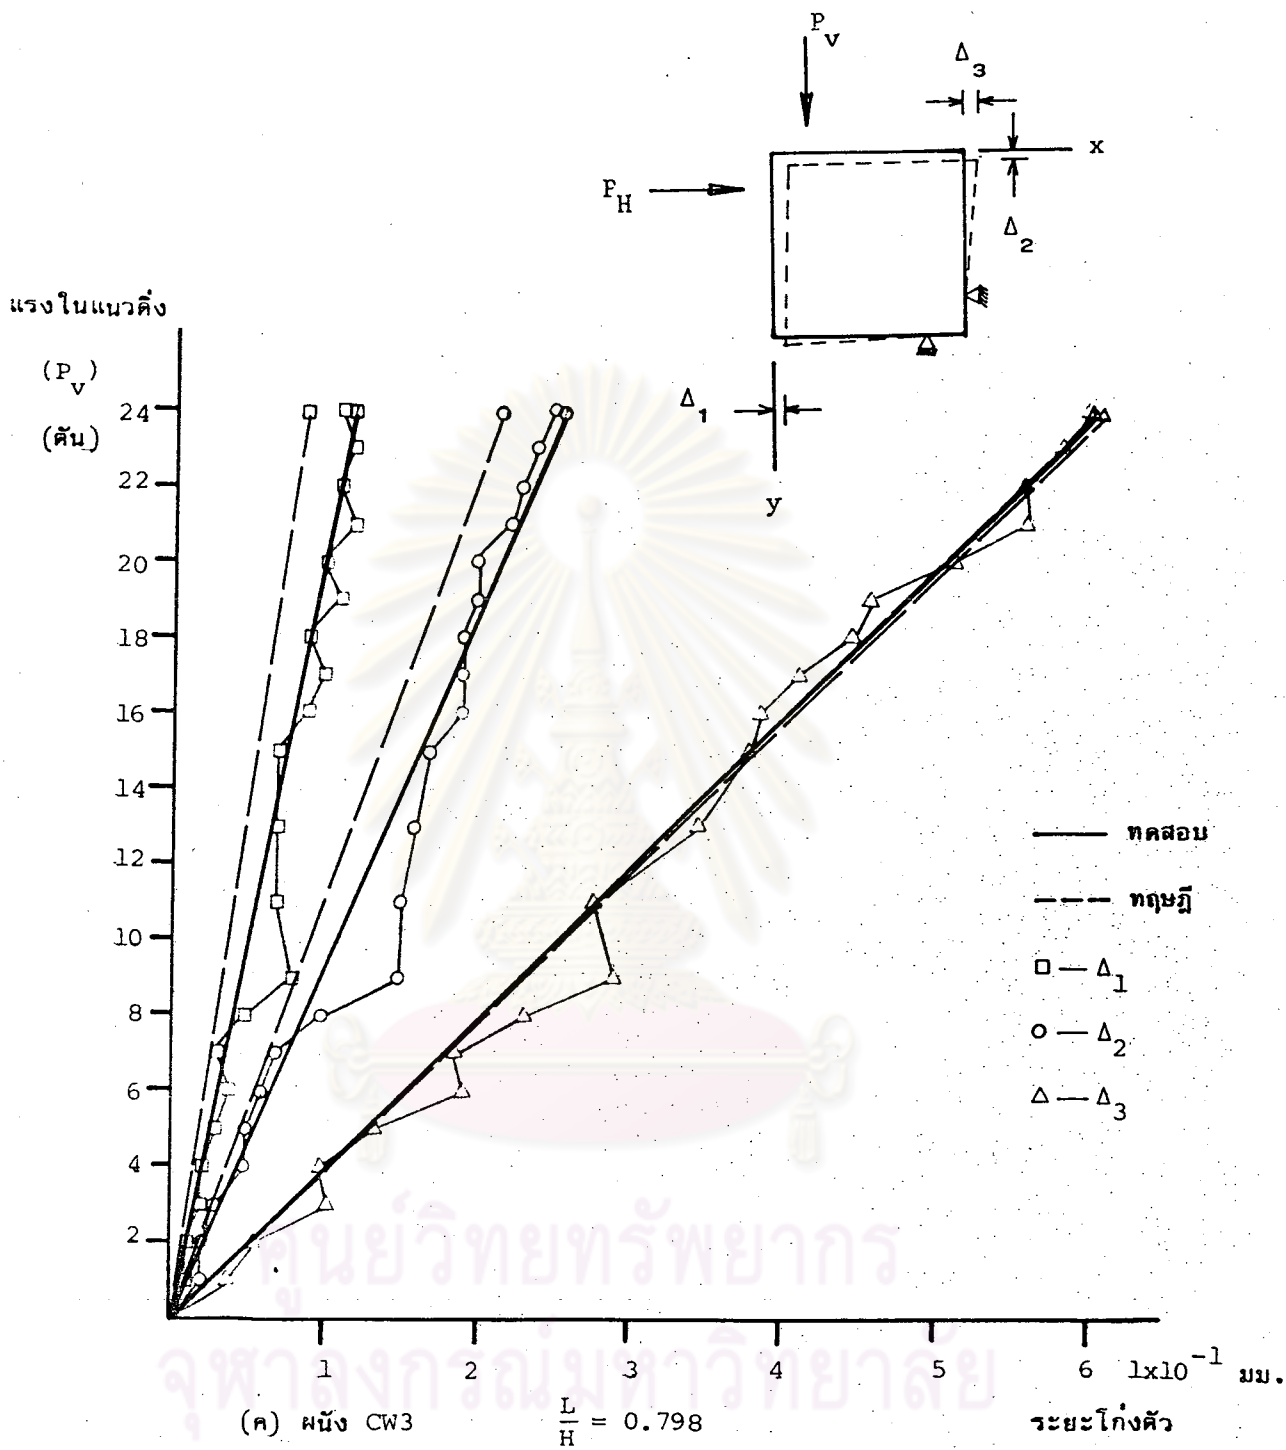 P_v
Δ_3
x
P_H
Δ_2
แรงในแนวดิ่ง
(P_v)
(ตัน)
Δ_1
y
24
22
20
18
16
14
12
10
8
6
4
2
ทดสอบ
ทฤษฎี
□ — Δ_1
○ — Δ_2
△ — Δ_3
ศูนย์วิทยทรัพยากร
1 2 3 4 5 6 1x10^-1 มม.
จุฬาลงกรณ์มหาวิทยาลัย
(ค) ผนัง CW3 L/H = 0.798 ระยะโก่งตัว